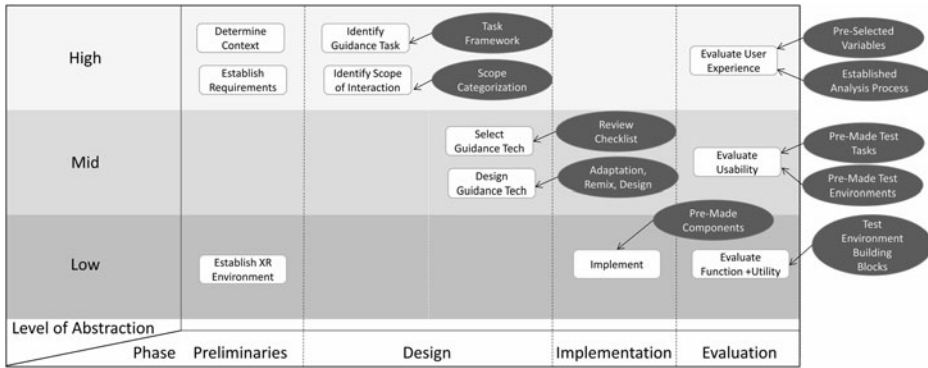 High
Determine
Context
Establish
Requirements
Identify
Guidance Task
Identify Scope
of Interaction
Task
Framework
Scope
Categorization
Evaluate User
Experience
Pre-Selected
Variables
Established
Analysis Process
Mid
Select
Guidance Tech
Design
Guidance Tech
Review
Checklist
Adaptation,
Remix, Design
Evaluate
Usability
Pre-Made Test
Tasks
Pre-Made Test
Environments
Low
Establish XR
Environment
Pre-Made
Components
Implement
Evaluate
Function +Utility
Test
Environment
Building
Blocks
Level of Abstraction
Phase
Preliminaries
Design
Implementation
Evaluation